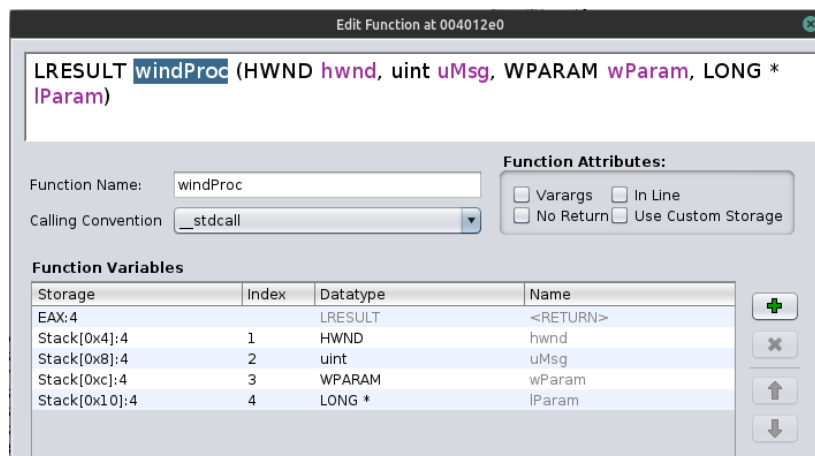 Edit Function at 004012e0
LRESULT windProc (HWND hwnd, uint uMsg, WPARAM wParam, LONG *
lParam)
Function Attributes:
Function Name: windProc
Varargs In Line
Calling Convention __stdcall
No Return Use Custom Storage
Function Variables
Storage Index Datatype Name
EAX:4 LRESULT <RETURN>
Stack[0x4]:4 1 HWND hwnd
Stack[0x8]:4 2 uint uMsg
Stack[0xc]:4 3 WPARAM wParam
Stack[0x10]:4 4 LONG * lParam